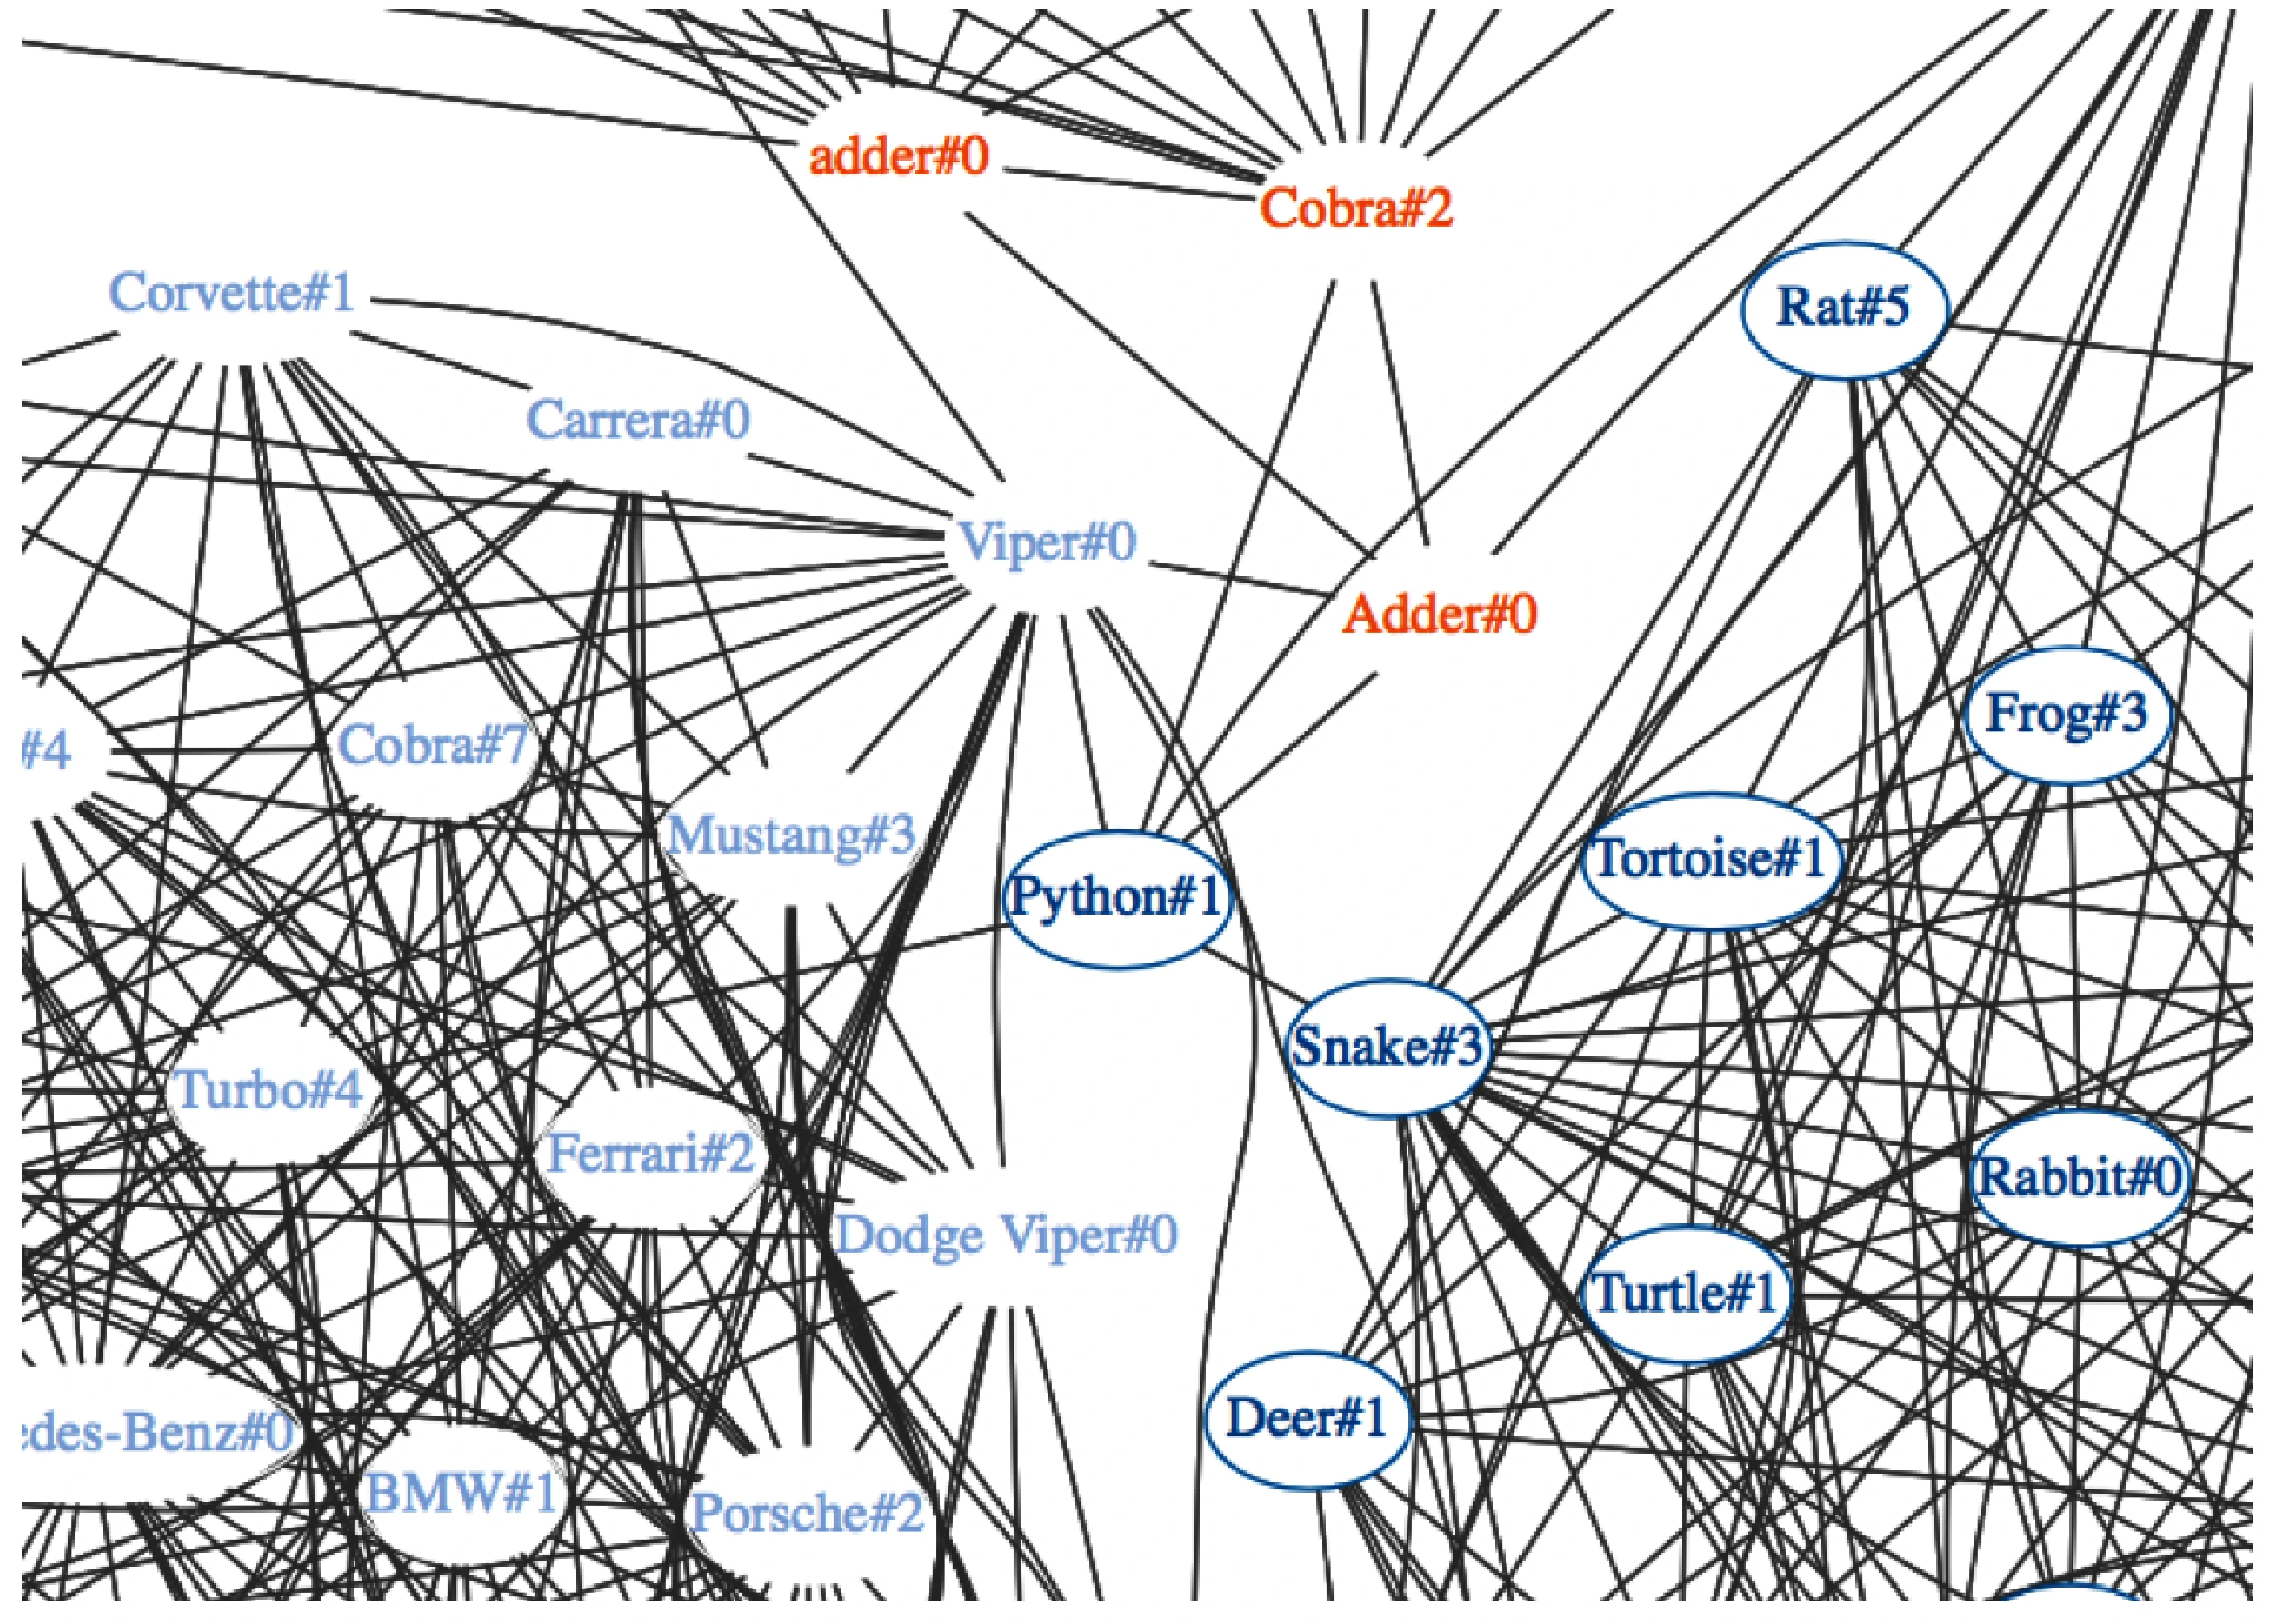 adder#0
Cobra#2
Corvette#1
Rat#5
Carrera#0
Viper#0
Adder#0
Frog#3
#4
Cobra#7
Mustang#3
Tortoise#1
Python#1
Snake#3
Turbo#4
Ferrari#2
Rabbit#0
Dodge Viper#0
Turtle#1
edes-Benz#0
Deer#1
BMW#1
Porsche#2